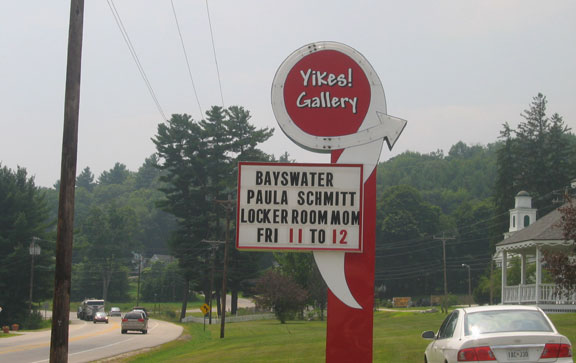 Yikes!
Gallery
BAYSWATER
PAULA SCHMITT
LOCKER ROOM MOM
FRI 11 TO 12